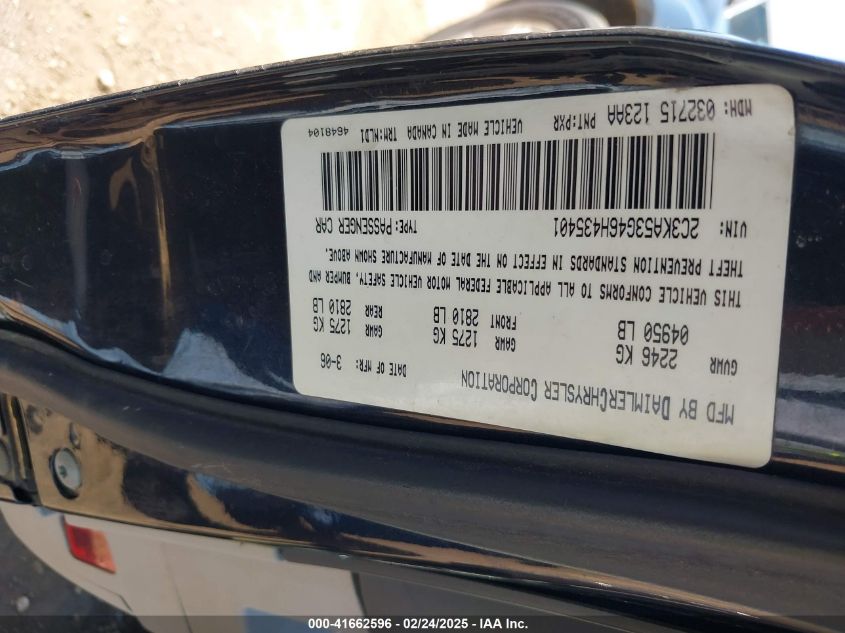 MFD BY DAIMLERCHRYSLER CORPORATION
DATE OF MFR: 3-06
GVWR 2246 KG 04950 LB
GAWR FRONT 1275 KG 2810 LB
GAWR REAR 1275 KG 2810 LB
THIS VEHICLE CONFORMS TO ALL APPLICABLE FEDERAL MOTOR VEHICLE SAFETY, BUMPER AND
THEFT PREVENTION STANDARDS IN EFFECT ON THE DATE OF MANUFACTURE SHOWN ABOVE.
VIN: 2C3KA53G46H435401 TYPE: PASSENGER CAR
MDH: 032715 123AA PNT: PXR VEHICLE MADE IN CANADA TRM: NLD1 4648104
000-41662596 - 02/24/2025 - IAA Inc.